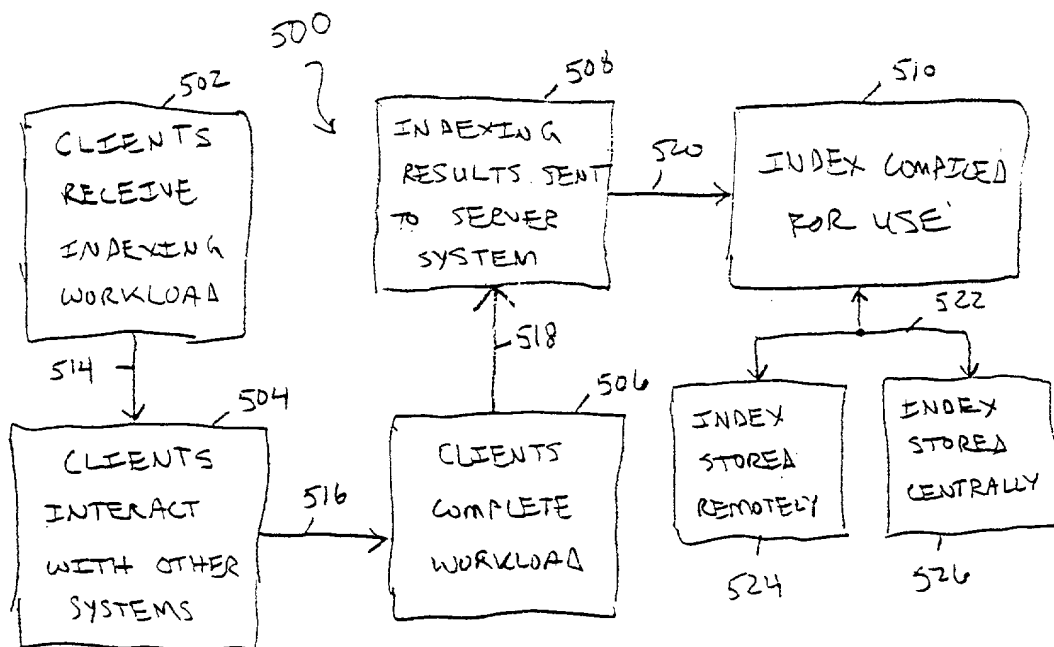 500
502
CLIENTS
RECEIVE
INDEXING
WORKLOAD
514
504
CLIENTS
INTERACT
WITH OTHER
SYSTEMS
516
506
CLIENTS
COMPLETE
WORKLOAD
518
508
INDEXING
RESULTS SENT
TO SERVER
SYSTEM
520
510
INDEX COMPILED
FOR USE
522
INDEX
STORED
REMOTELY
524
INDEX
STORED
CENTRALLY
526